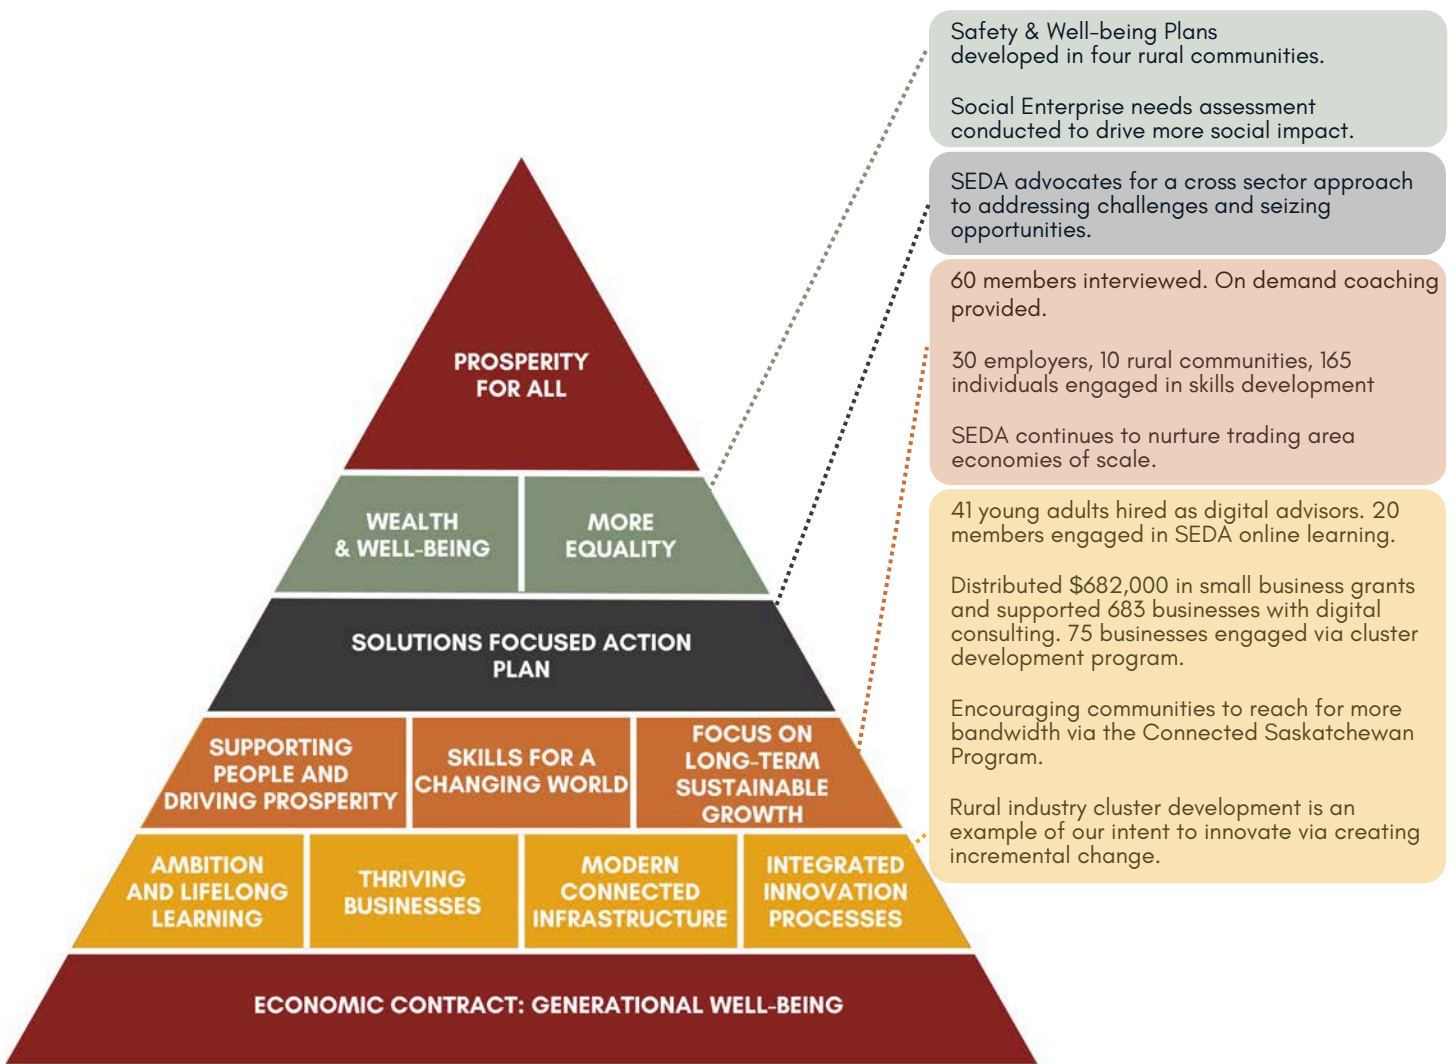 Safety & Well-being Plans
developed in four rural communities.
Social Enterprise needs assessment
conducted to drive more social impact.
SEDA advocates for a cross sector approach
to addressing challenges and seizing
opportunities.
60 members interviewed. On demand coaching
provided.
30 employers, 10 rural communities, 165
individuals engaged in skills development
SEDA continues to nurture trading area
economies of scale.
41 young adults hired as digital advisors. 20
members engaged in SEDA online learning.
Distributed $682,000 in small business grants
and supported 683 businesses with digital
consulting. 75 businesses engaged via cluster
development program.
Encouraging communities to reach for more
bandwidth via the Connected Saskatchewan
Program.
Rural industry cluster development is an
example of our intent to innovate via creating
incremental change.
PROSPERITY
FOR ALL
WEALTH
& WELL-BEING
MORE
EQUALITY
SOLUTIONS FOCUSED ACTION
PLAN
SUPPORTING
PEOPLE AND
DRIVING PROSPERITY
SKILLS FOR A
CHANGING WORLD
FOCUS ON
LONG-TERM
SUSTAINABLE
GROWTH
AMBITION
AND LIFELONG
LEARNING
THRIVING
BUSINESSES
MODERN
CONNECTED
INFRASTRUCTURE
INTEGRATED
INNOVATION
PROCESSES
ECONOMIC CONTRACT: GENERATIONAL WELL-BEING